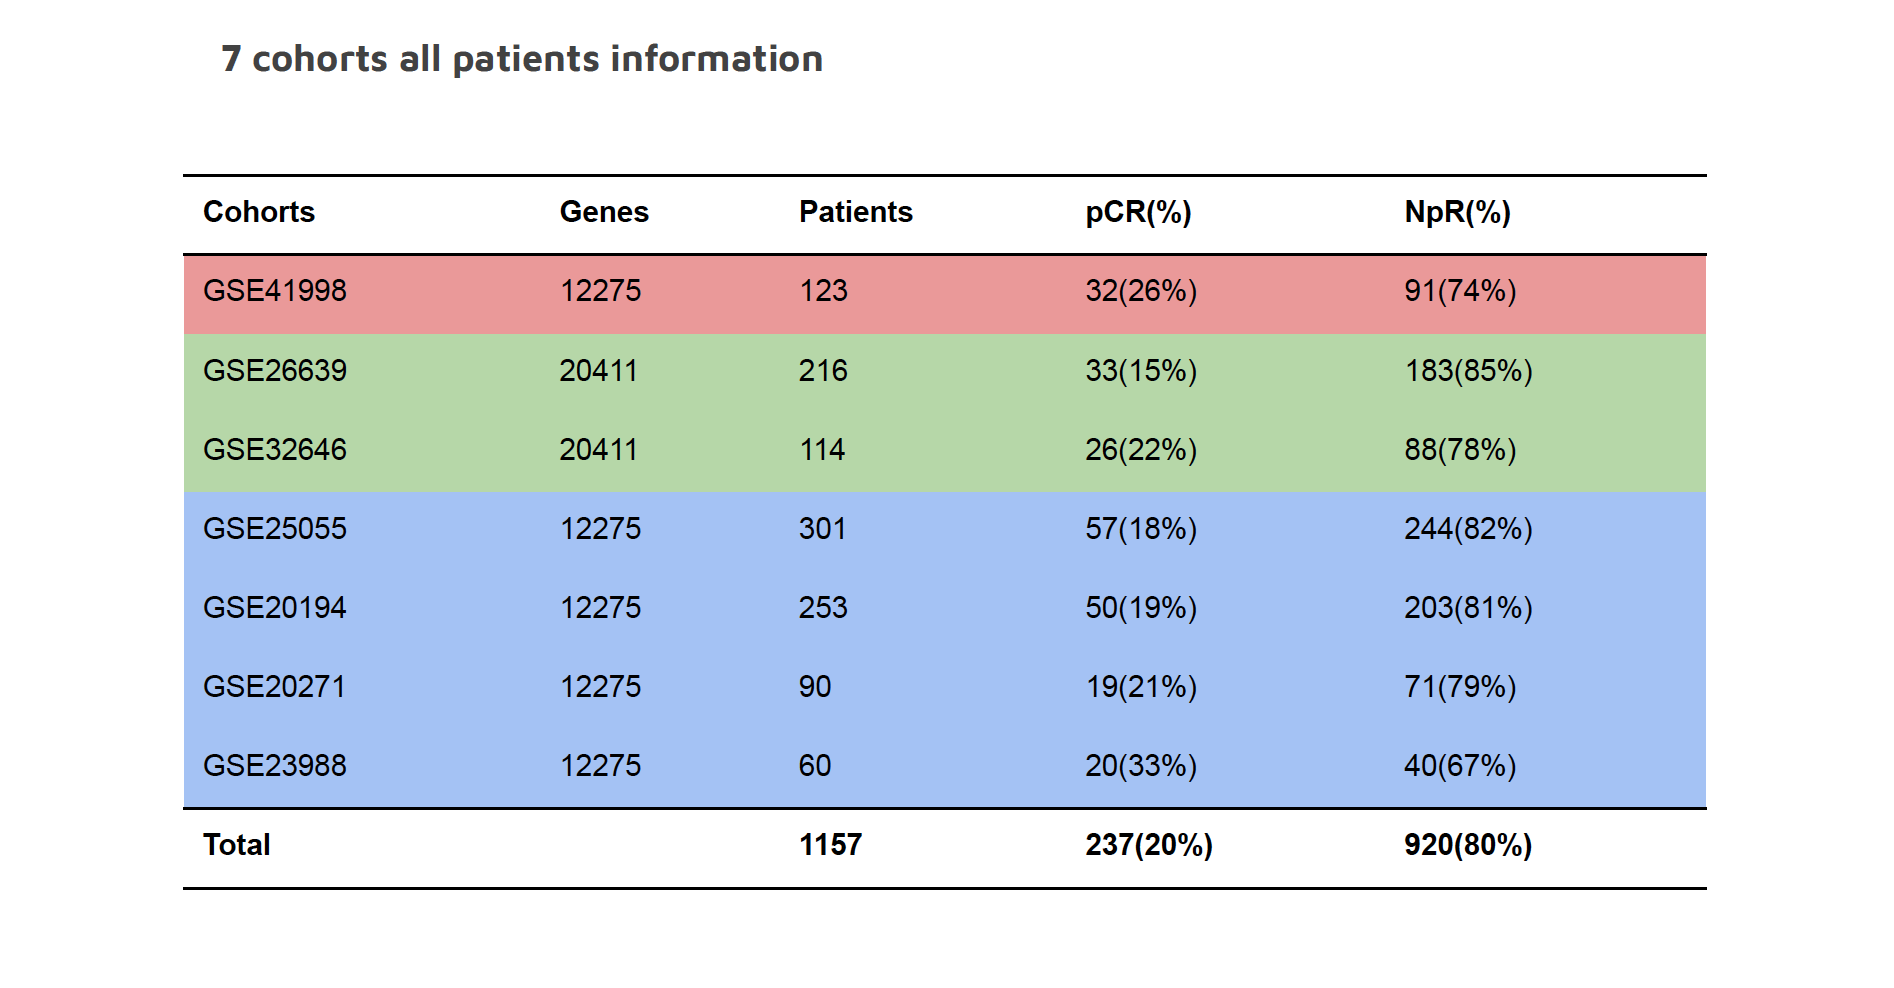 7 cohorts all patients information
Cohorts Genes Patients pCR(%) NpR(%)
GSE41998 12275 123 32(26%) 91(74%)
GSE26639 20411 216 33(15%) 183(85%)
GSE32646 20411 114 26(22%) 88(78%)
GSE25055 12275 301 57(18%) 244(82%)
GSE20194 12275 253 50(19%) 203(81%)
GSE20271 12275 90 19(21%) 71(79%)
GSE23988 12275 60 20(33%) 40(67%)
Total 1157 237(20%) 920(80%)